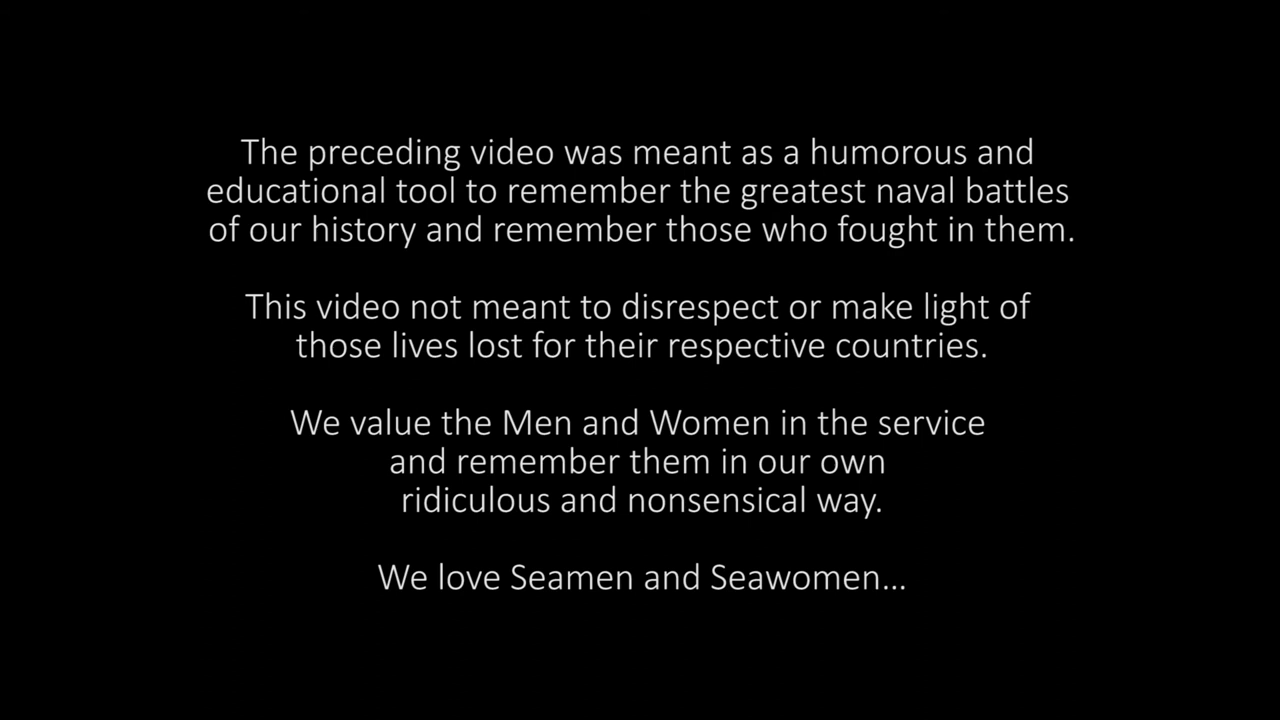 The preceding video was meant as a humorous and
educational tool to remember the greatest naval battles
of our history and remember those who fought in them.
This video not meant to disrespect or make light of
those lives lost for their respective countries.
We value the Men and Women in the service
and remember them in our own
ridiculous and nonsensical way.
We love Seamen and Seawomen...